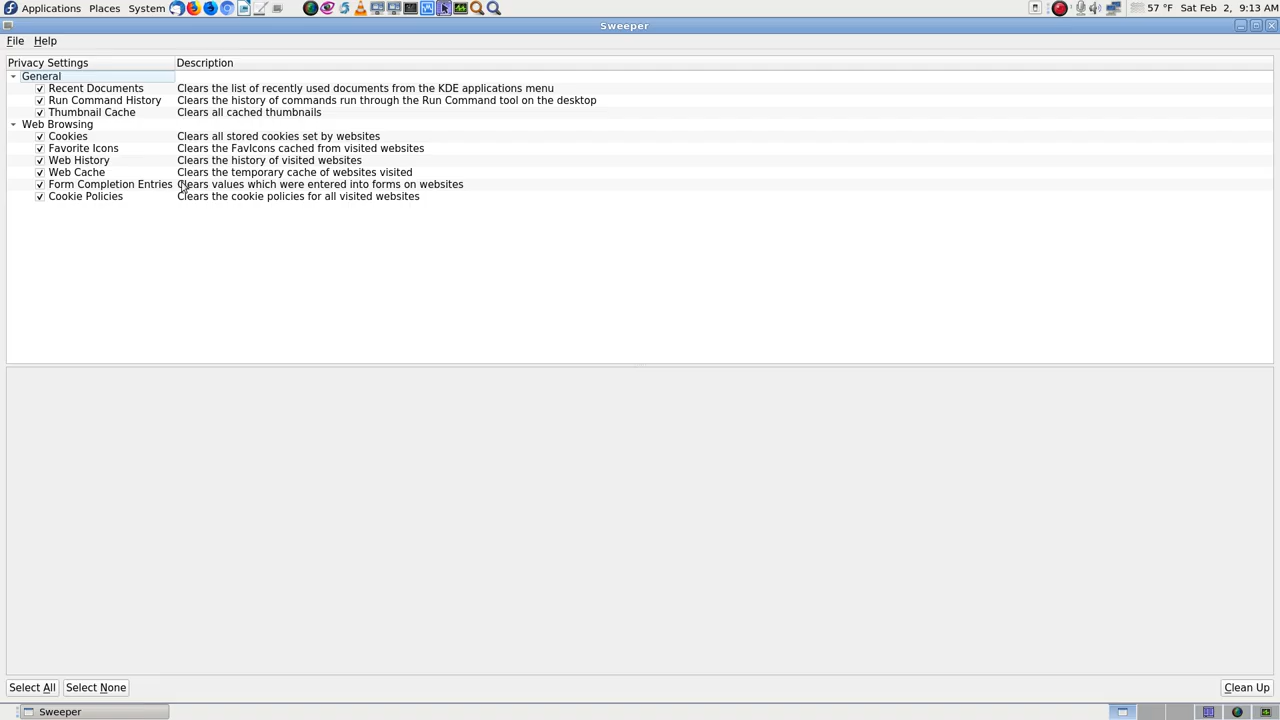 Applications Places System 57 °F Sat Feb 2, 9:13 AM
Sweeper
File Help
Privacy Settings Description
General
Recent Documents Clears the list of recently used documents from the KDE applications menu
Run Command History Clears the history of commands run through the Run Command tool on the desktop
Thumbnail Cache Clears all cached thumbnails
Web Browsing
Cookies Clears all stored cookies set by websites
Favorite Icons Clears the FavIcons cached from visited websites
Web History Clears the history of visited websites
Web Cache Clears the temporary cache of websites visited
Form Completion Entries Clears values which were entered into forms on websites
Cookie Policies Clears the cookie policies for all visited websites
Select All Select None Clean Up
Sweeper